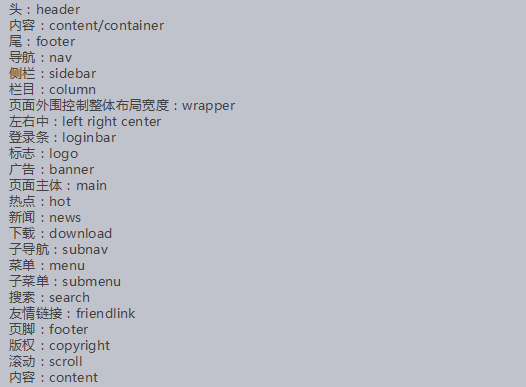 头：header
内容：content/container
尾：footer
导航：nav
侧栏：sidebar
栏目：column
页面外围控制整体布局宽度：wrapper
左右中：left right center
登录条：loginbar
标志：logo
广告：banner
页面主体：main
热点：hot
新闻：news
下载：download
子导航：subnav
菜单：menu
子菜单：submenu
搜索：search
友情链接：friendlink
页脚：footer
版权：copyright
滚动：scroll
内容：content